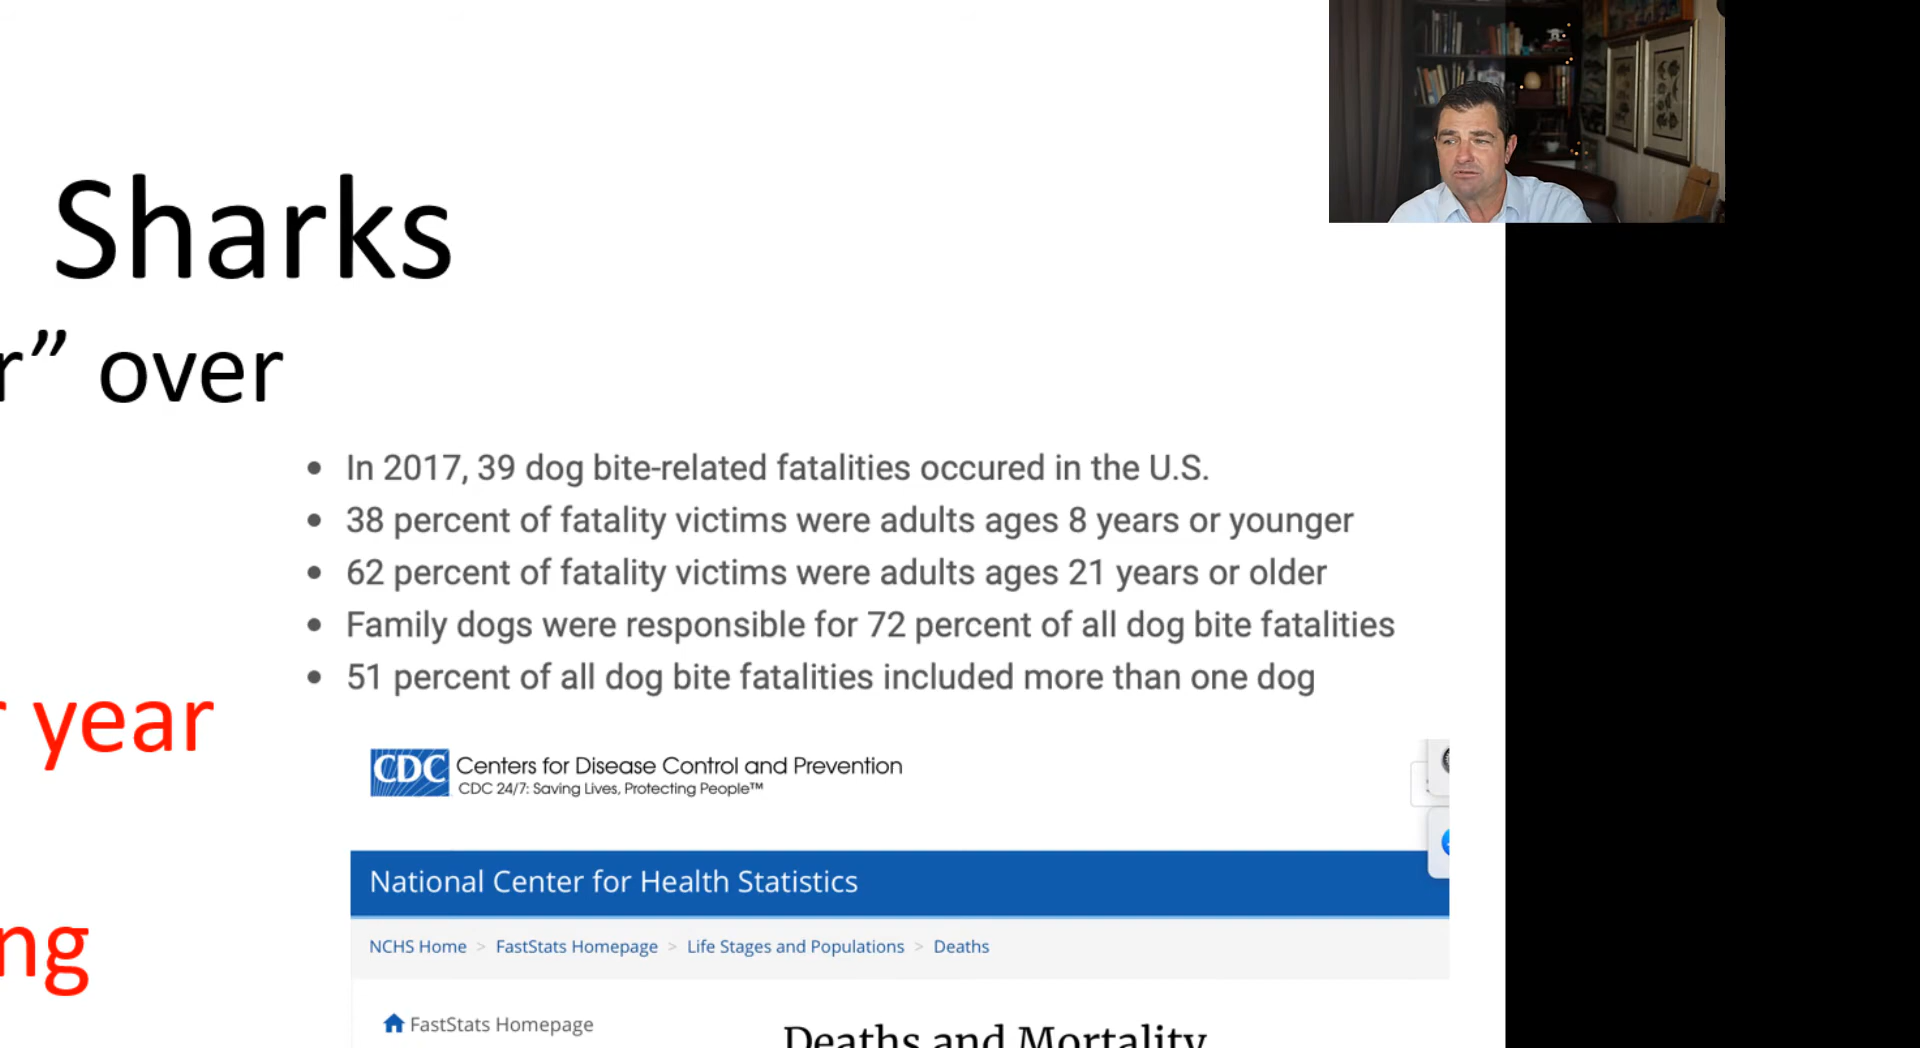 Sharks
r” over
In 2017, 39 dog bite-related fatalities occured in the U.S.
38 percent of fatality victims were adults ages 8 years or younger
62 percent of fatality victims were adults ages 21 years or older
Family dogs were responsible for 72 percent of all dog bite fatalities
51 percent of all dog bite fatalities included more than one dog
r year
ng
CDC Centers for Disease Control and Prevention
CDC 24/7: Saving Lives, Protecting People™
National Center for Health Statistics
NCHS Home > FastStats Homepage > Life Stages and Populations > Deaths
FastStats Homepage
Deaths and Mortality